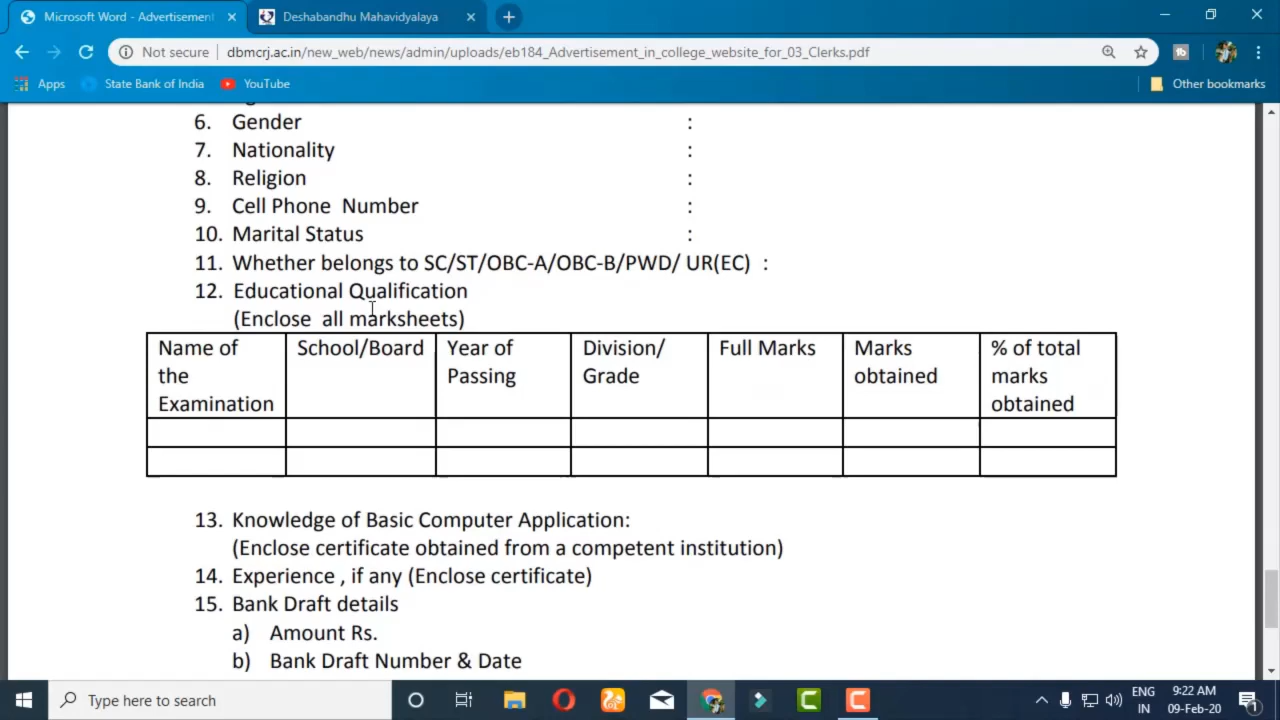 Microsoft Word - Advertisement
Deshabandhu Mahavidyalaya
Not secure
dbmcrj.ac.in/new_web/news/admin/uploads/eb184_Advertisement_in_college_website_for_03_Clerks.pdf
Apps
State Bank of India
YouTube
Other bookmarks
6. Gender :
7. Nationality :
8. Religion :
9. Cell Phone Number :
10. Marital Status :
11. Whether belongs to SC/ST/OBC-A/OBC-B/PWD/ UR(EC) :
12. Educational Qualification
(Enclose all marksheets)
Name of the Examination
School/Board
Year of Passing
Division/ Grade
Full Marks
Marks obtained
% of total marks obtained
13. Knowledge of Basic Computer Application:
(Enclose certificate obtained from a competent institution)
14. Experience , if any (Enclose certificate)
15. Bank Draft details
a) Amount Rs.
b) Bank Draft Number & Date
Type here to search
ENG
IN
9:22 AM
09-Feb-20
1